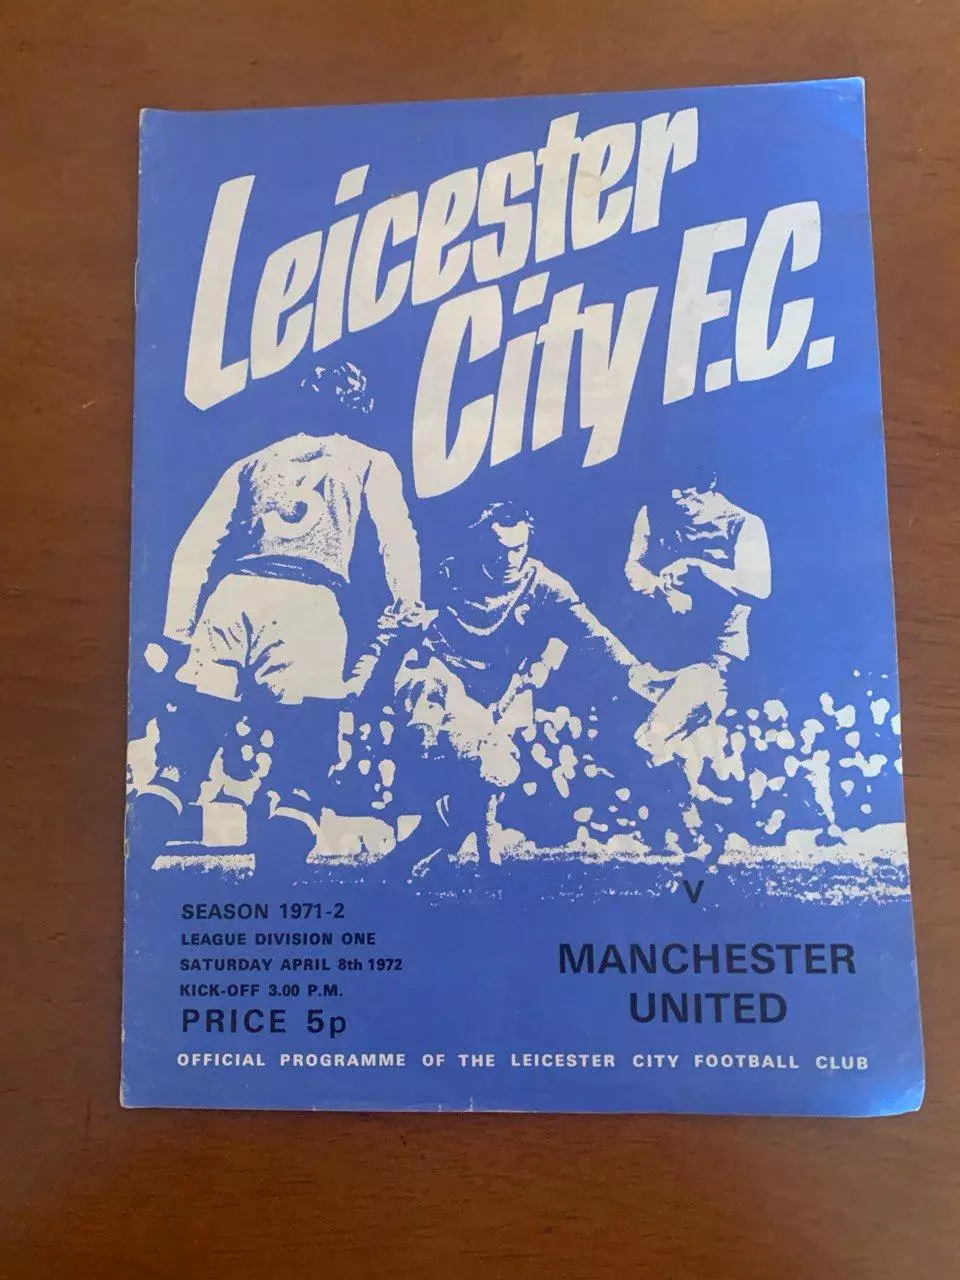 Leicester
City F.C.
3
V
SEASON 1971-2
LEAGUE DIVISION ONE
SATURDAY APRIL 8th 1972
KICK-OFF 3.00 P.M.
PRICE 5p
MANCHESTER
UNITED
OFFICIAL PROGRAMME OF THE LEICESTER CITY FOOTBALL CLUB